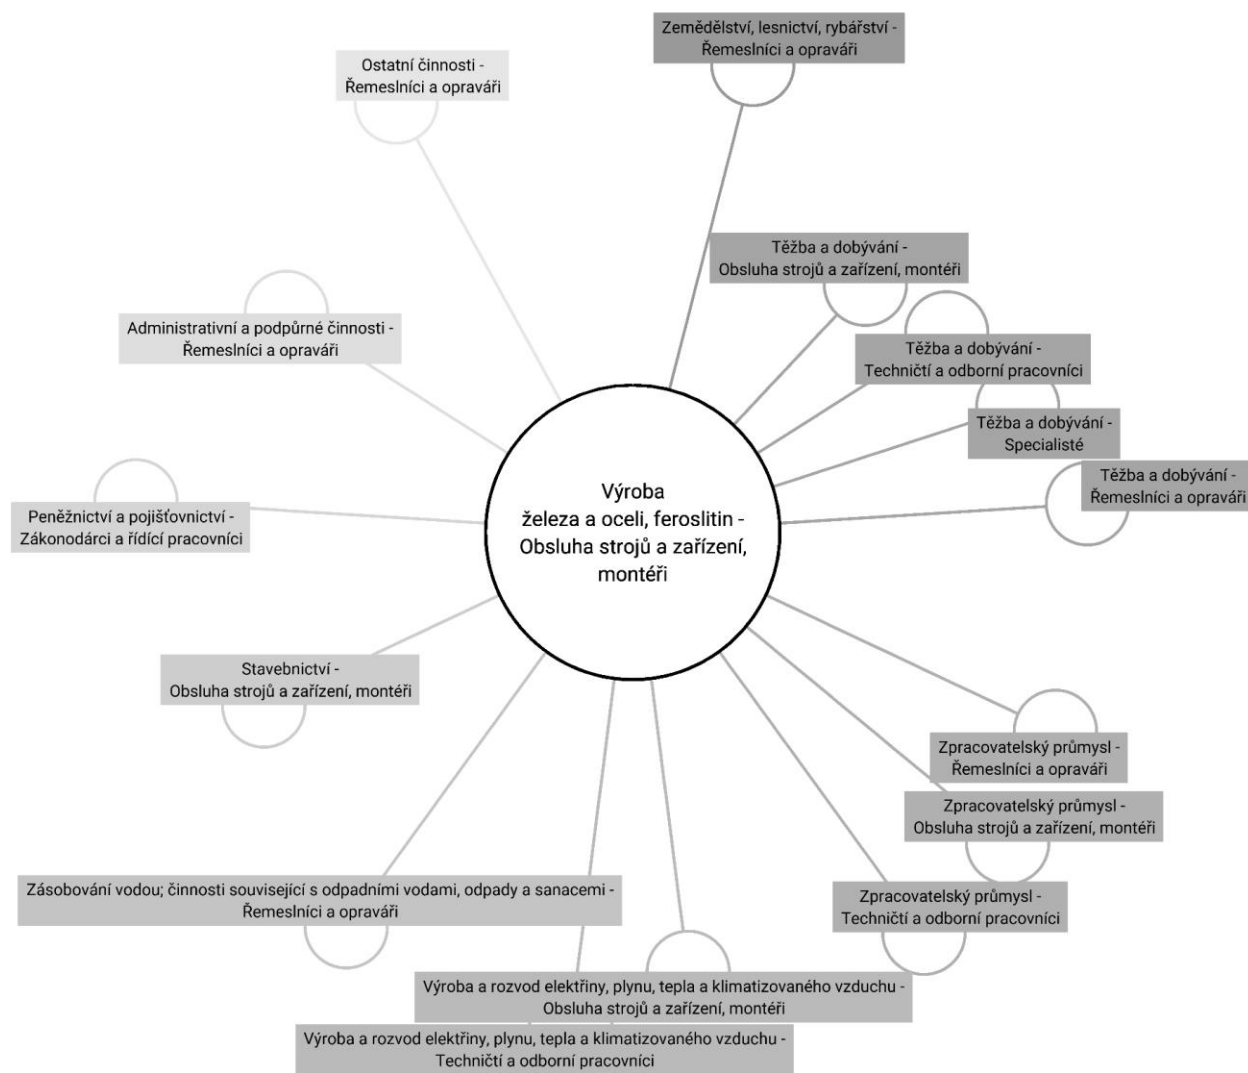 Zemědělství, lesnictví, rybářství -
Řemeslníci a opraváři
Ostatní činnosti -
Řemeslníci a opraváři
Těžba a dobývání -
Obsluha strojů a zařízení, montéři
Administrativní a podpůrné činnosti -
Řemeslníci a opraváři
Těžba a dobývání -
Techničtí a odborní pracovníci
Těžba a dobývání -
Specialisté
Těžba a dobývání -
Řemeslníci a opraváři
Výroba
železa a oceli, feroslitin -
Obsluha strojů a zařízení,
montéři
Peněžnictví a pojišťovnictví -
Zákonodárci a řídící pracovníci
Stavebnictví -
Obsluha strojů a zařízení, montéři
Zpracovatelský průmysl -
Řemeslníci a opraváři
Zpracovatelský průmysl -
Obsluha strojů a zařízení, montéři
Zásobování vodou; činnosti související s odpadními vodami, odpady a sanacemi -
Řemeslníci a opraváři
Zpracovatelský průmysl -
Techničtí a odborní pracovníci
Výroba a rozvod elektřiny, plynu, tepla a klimatizovaného vzduchu -
Obsluha strojů a zařízení, montéři
Výroba a rozvod elektřiny, plynu, tepla a klimatizovaného vzduchu -
Techničtí a odborní pracovníci